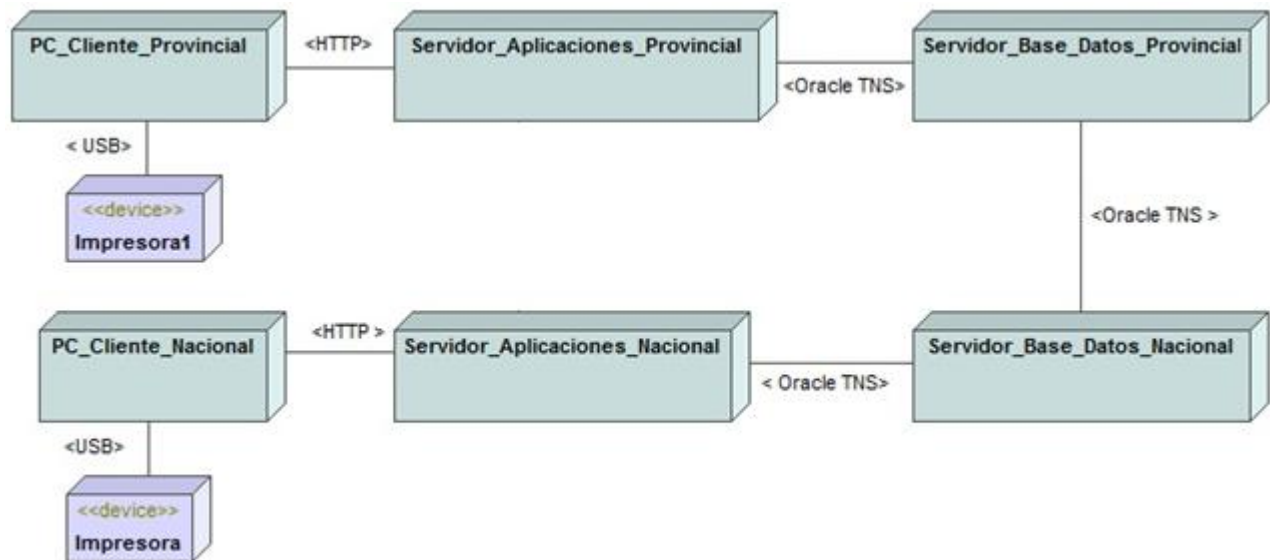 PC_Cliente_Provincial
<HTTP>
Servidor_Aplicaciones_Provincial
<Oracle TNS>
Servidor_Base_Datos_Provincial
< USB>
<<device>>
Impresora1
<Oracle TNS >
PC_Cliente_Nacional
<HTTP >
Servidor_Aplicaciones_Nacional
< Oracle TNS>
Servidor_Base_Datos_Nacional
<USB>
<<device>>
Impresora